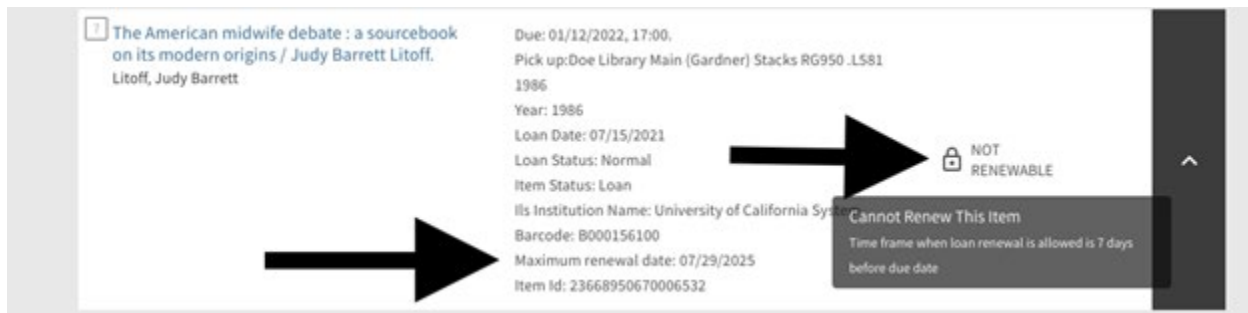 7
The American midwife debate : a sourcebook
on its modern origins / Judy Barrett Litoff.
Litoff, Judy Barrett
Due: 01/12/2022, 17:00.
Pick up:Doe Library Main (Gardner) Stacks RG950 .L581
1986
Year: 1986
Loan Date: 07/15/2021
Loan Status: Normal
Item Status: Loan
Ils Institution Name: University of California System
Barcode: B000156100
Maximum renewal date: 07/29/2025
Item Id: 23668950670006532
NOT
RENEWABLE
Cannot Renew This Item
Time frame when loan renewal is allowed is 7 days
before due date